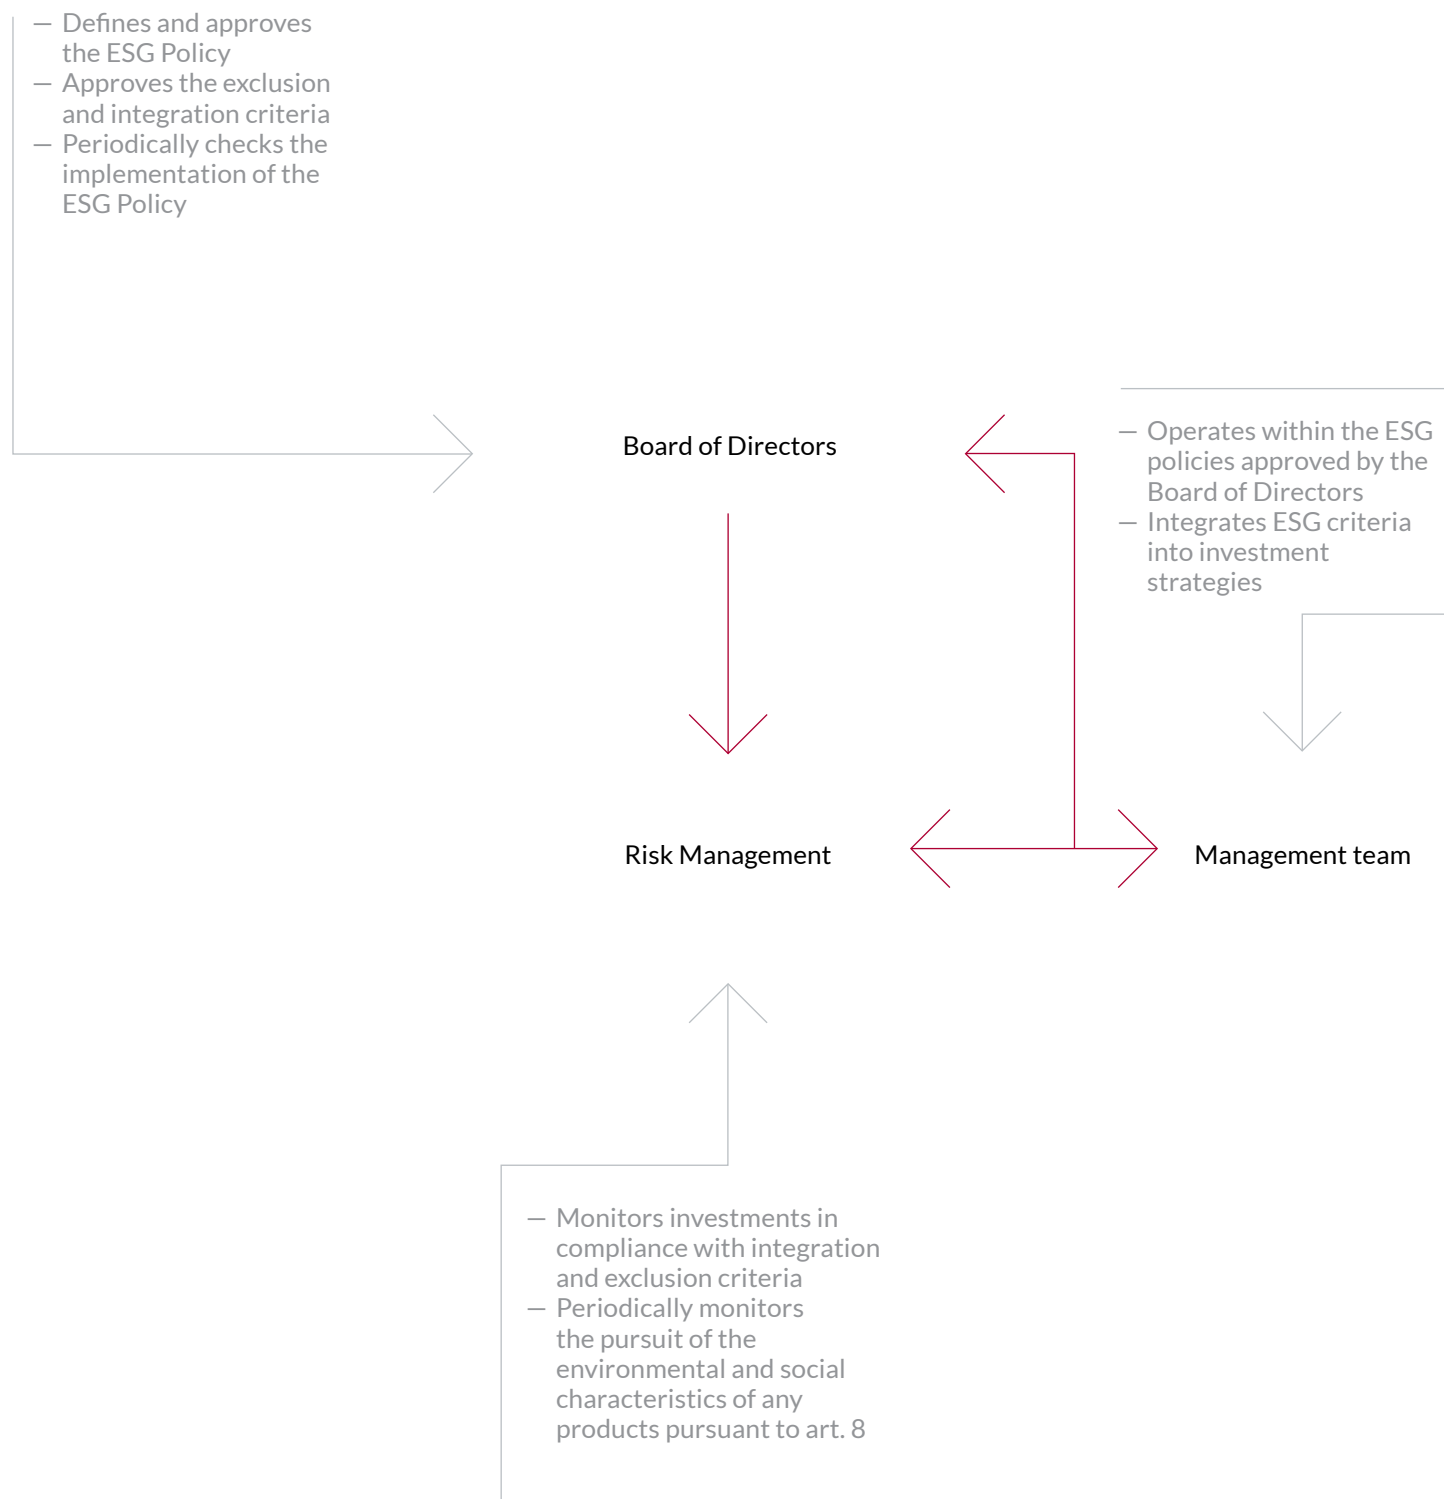 — Defines and approves
the ESG Policy
— Approves the exclusion
and integration criteria
— Periodically checks the
implementation of the
ESG Policy
Board of Directors
— Operates within the ESG
policies approved by the
Board of Directors
— Integrates ESG criteria
into investment
strategies
Risk Management
Management team
— Monitors investments in
compliance with integration
and exclusion criteria
— Periodically monitors
the pursuit of the
environmental and social
characteristics of any
products pursuant to art. 8